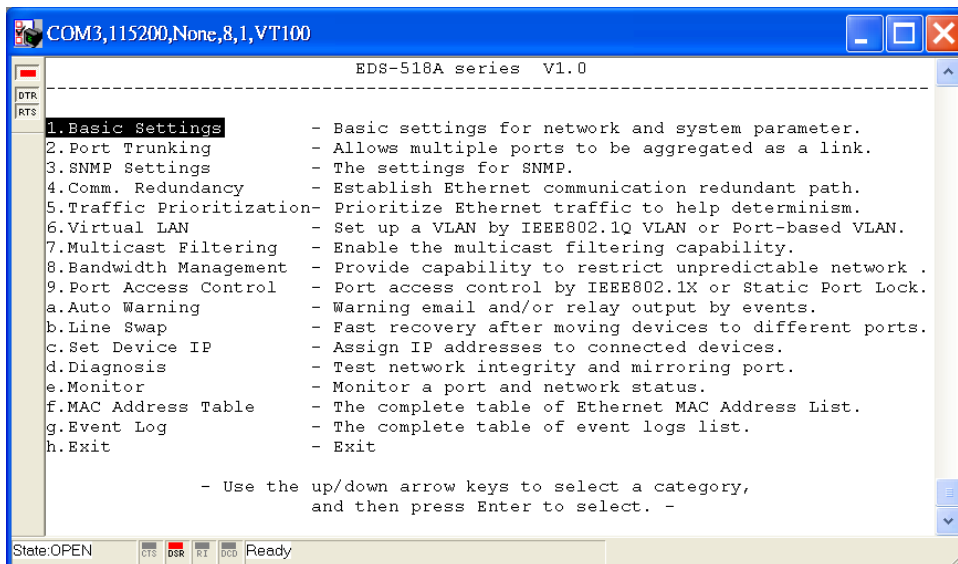 COM3,115200,None,8,1,VT100
EDS-518A series V1.0
DTR
RTS
1.Basic Settings - Basic settings for network and system parameter.
2.Port Trunking - Allows multiple ports to be aggregated as a link.
3.SNMP Settings - The settings for SNMP.
4.Comm. Redundancy - Establish Ethernet communication redundant path.
5.Traffic Prioritization- Prioritize Ethernet traffic to help determinism.
6.Virtual LAN - Set up a VLAN by IEEE802.1Q VLAN or Port-based VLAN.
7.Multicast Filtering - Enable the multicast filtering capability.
8.Bandwidth Management - Provide capability to restrict unpredictable network .
9.Port Access Control - Port access control by IEEE802.1X or Static Port Lock.
a.Auto Warning - Warning email and/or relay output by events.
b.Line Swap - Fast recovery after moving devices to different ports.
c.Set Device IP - Assign IP addresses to connected devices.
d.Diagnosis - Test network integrity and mirroring port.
e.Monitor - Monitor a port and network status.
f.MAC Address Table - The complete table of Ethernet MAC Address List.
g.Event Log - The complete table of event logs list.
h.Exit - Exit
- Use the up/down arrow keys to select a category,
and then press Enter to select. -
State:OPEN CTS DSR RI DCD Ready